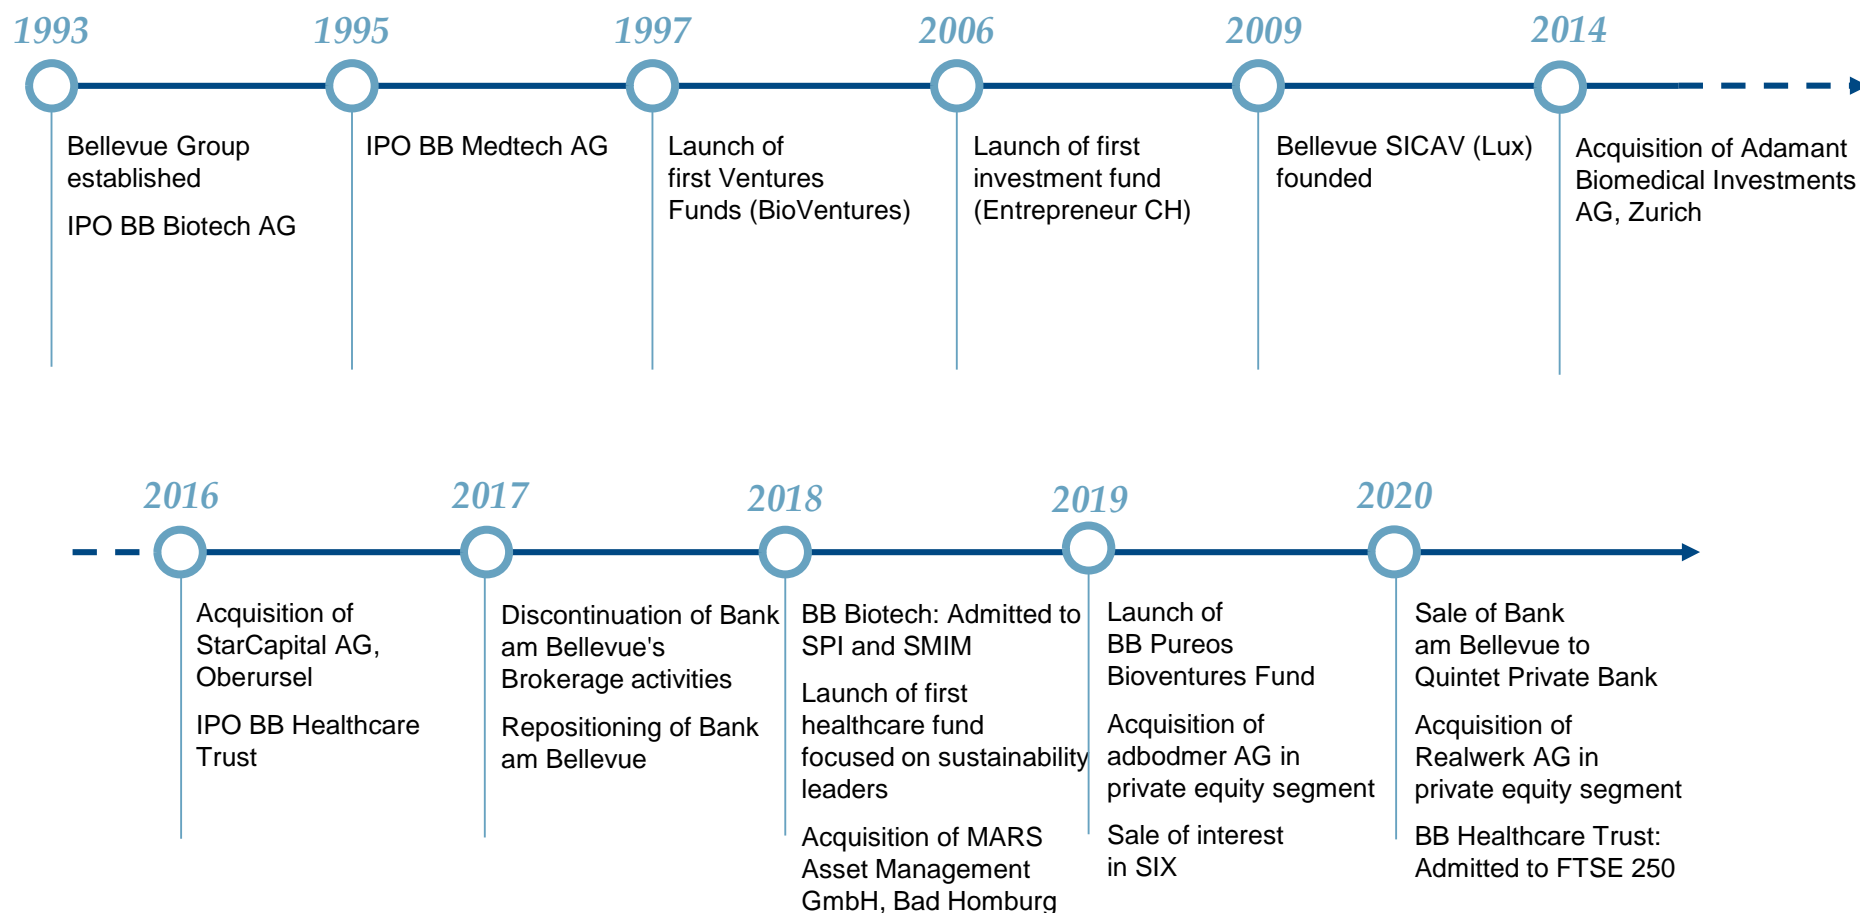 1993
Bellevue Group
established
IPO BB Biotech AG
1995
IPO BB Medtech AG
1997
Launch of
first Ventures
Funds (BioVentures)
2006
Launch of first
investment fund
(Entrepreneur CH)
2009
Bellevue SICAV (Lux)
founded
2014
Acquisition of Adamant
Biomedical Investments
AG, Zurich
2016
Acquisition of
StarCapital AG,
Oberursel
IPO BB Healthcare
Trust
2017
Discontinuation of Bank
am Bellevue's
Brokerage activities
Repositioning of Bank
am Bellevue
2018
BB Biotech: Admitted to
SPI and SMIM
Launch of first
healthcare fund
focused on sustainability
leaders
Acquisition of MARS
Asset Management
GmbH, Bad Homburg
2019
Launch of
BB Pureos
Bioventures Fund
Acquisition of
adbodmer AG in
private equity segment
Sale of interest
in SIX
2020
Sale of Bank
am Bellevue to
Quintet Private Bank
Acquisition of
Realwerk AG in
private equity segment
BB Healthcare Trust:
Admitted to FTSE 250